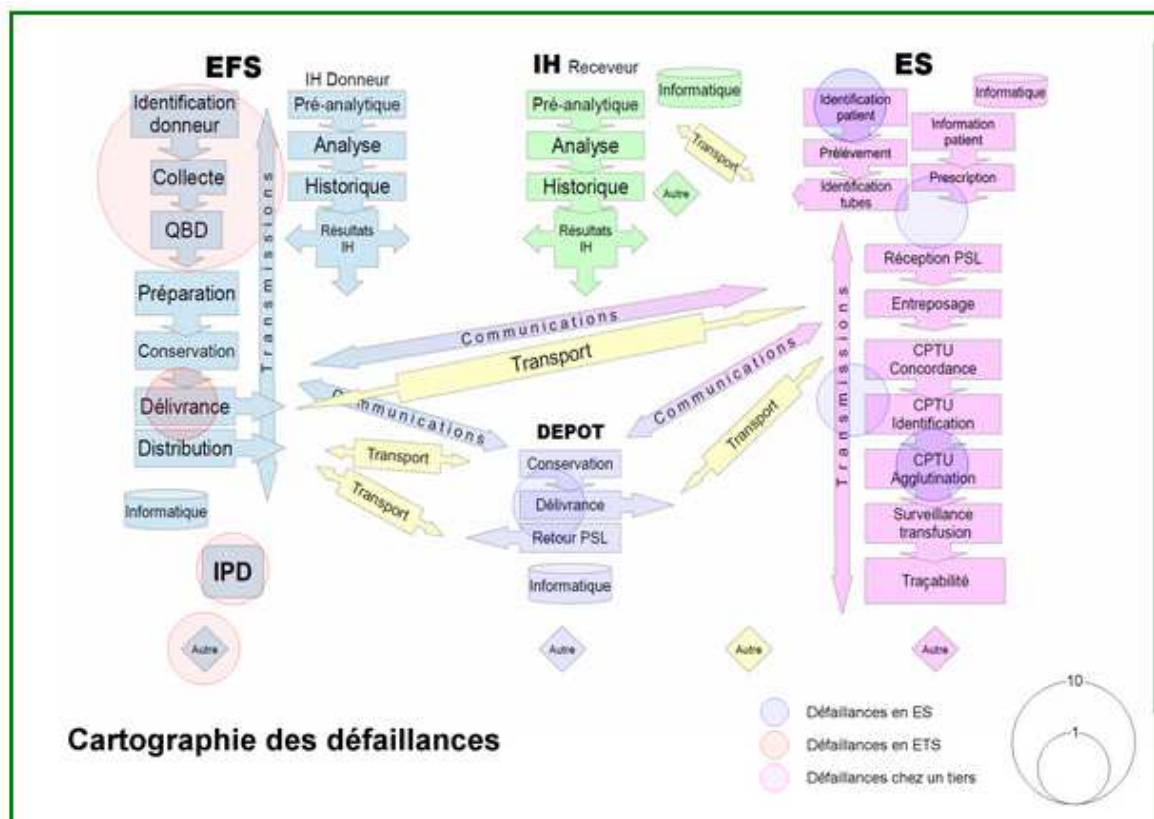 EFS
Identification
donneur
Collecte
QBD
Préparation
Conservation
Délivrance
Distribution
Informatique
IPD
Autre
Transmissions
IH Donneur
Pré-analytique
Analyse
Historique
Résultats
IH
IH Receveur
Pré-analytique
Analyse
Historique
Résultats
IH
Informatique
Transport
Autre
ES
Informatique
Identification
patient
Prélèvement
Identification
tubes
Information
patient
Prescription
Transmissions
Réception PSL
Entreposage
CPTU
Concordance
CPTU
Identification
CPTU
Agglutination
Surveillance
transfusion
Traçabilité
Communications
Transport
Communications
Transport
Transport
Communications
Transport
DEPOT
Conservation
Délivrance
Retour PSL
Informatique
Autre
Autre
Autre
Cartographie des défaillances
Défaillances en ES
Défaillances en ETS
Défaillances chez un tiers
10
1